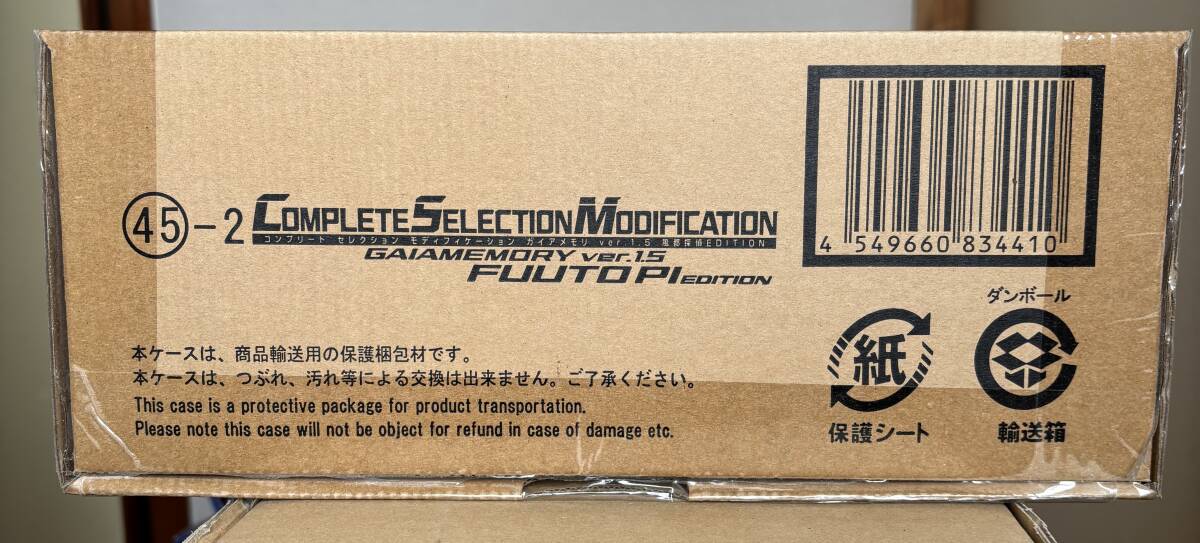 ㊺-2 COMPLETE SELECTION MODIFICATION
コンプリート セレクション モディフィケーション ガイアメモリ ver.1.5 風都探偵EDITION
GAIAMEMORY ver.1.5
FUUTO PI EDITION
4 549660 834410
本ケースは、商品輸送用の保護梱包材です。
本ケースは、つぶれ、汚れ等による交換は出来ません。ご了承ください。
This case is a protective package for product transportation.
Please note this case will not be object for refund in case of damage etc.
紙
保護シート
ダンボール
輸送箱